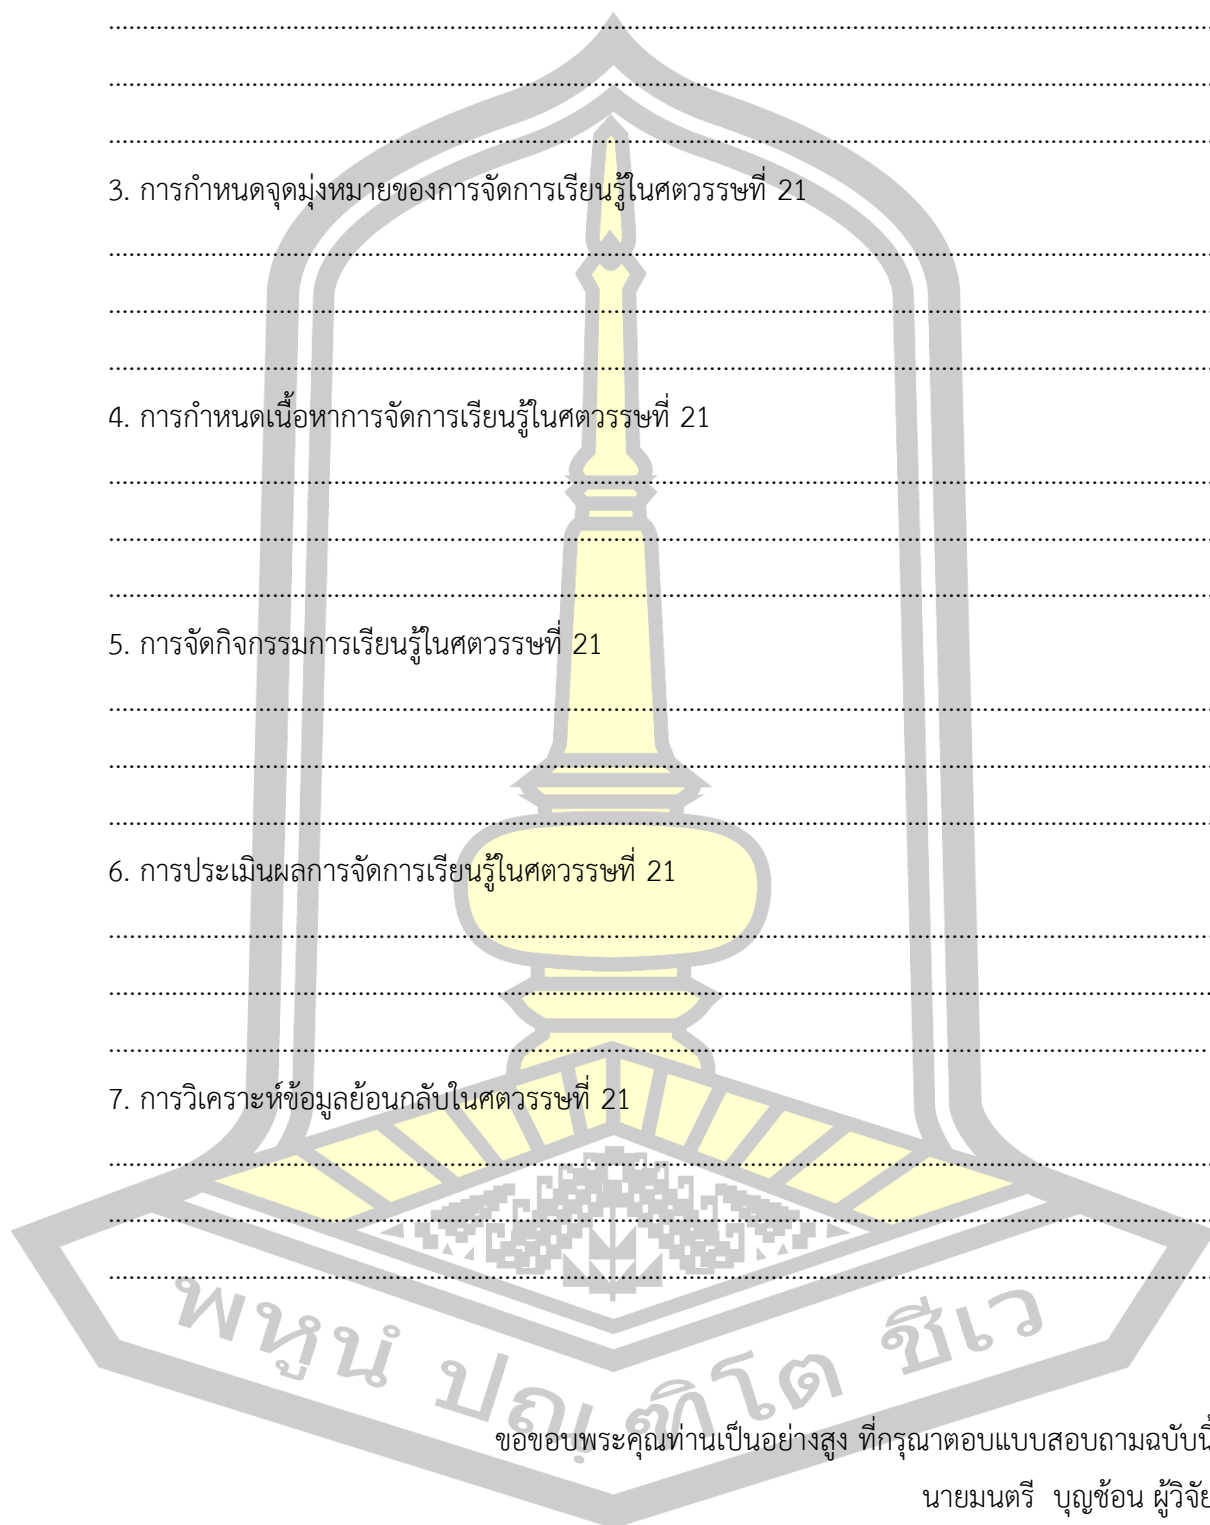 3. การกำหนดจุดมุ่งหมายของการจัดการเรียนรู้ในศตวรรษที่ 21
4. การกำหนดเนื้อหาการจัดการเรียนรู้ในศตวรรษที่ 21
5. การจัดกิจกรรมการเรียนรู้ในศตวรรษที่ 21
6. การประเมินผลการจัดการเรียนรู้ในศตวรรษที่ 21
7. การวิเคราะห์ข้อมูลย้อนกลับในศตวรรษที่ 21
พหูนํ ปณฺฑิโต ชีเว
ขอขอบพระคุณท่านเป็นอย่างสูง ที่กรุณาตอบแบบสอบถามฉบับนี้
นายมนตรี บุญช้อน ผู้วิจัย